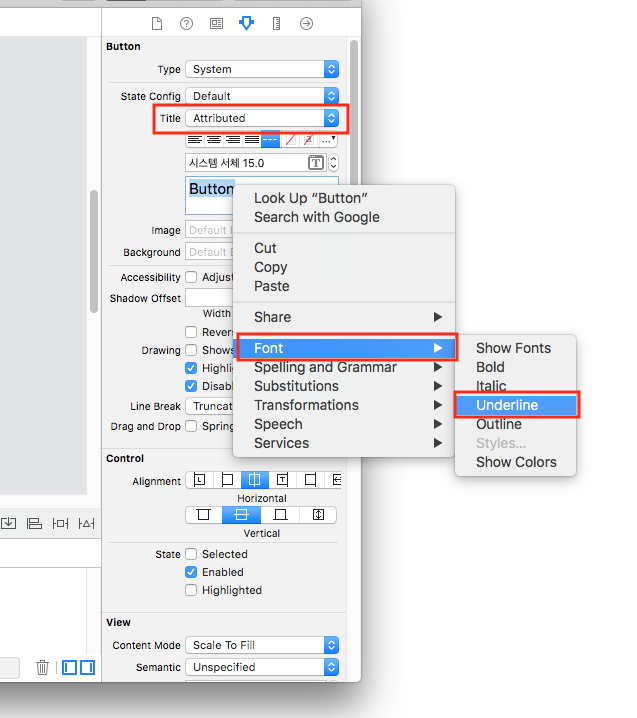 Button
Type System
State Config Default
Title Attributed
시스템 서체 15.0 T
Button
Image Default
Background Default
Accessibility Adjust
Shadow Offset
Width
Revers
Drawing Shows
Highli
Disab
Line Break Truncat
Drag and Drop Spring
Look Up “Button”
Search with Google
Cut
Copy
Paste
Share
Font
Spelling and Grammar
Substitutions
Transformations
Speech
Services
Show Fonts
Bold
Italic
Underline
Outline
Styles...
Show Colors
Control
Alignment
Horizontal
Vertical
State Selected
Enabled
Highlighted
View
Content Mode Scale To Fill
Semantic Unspecified